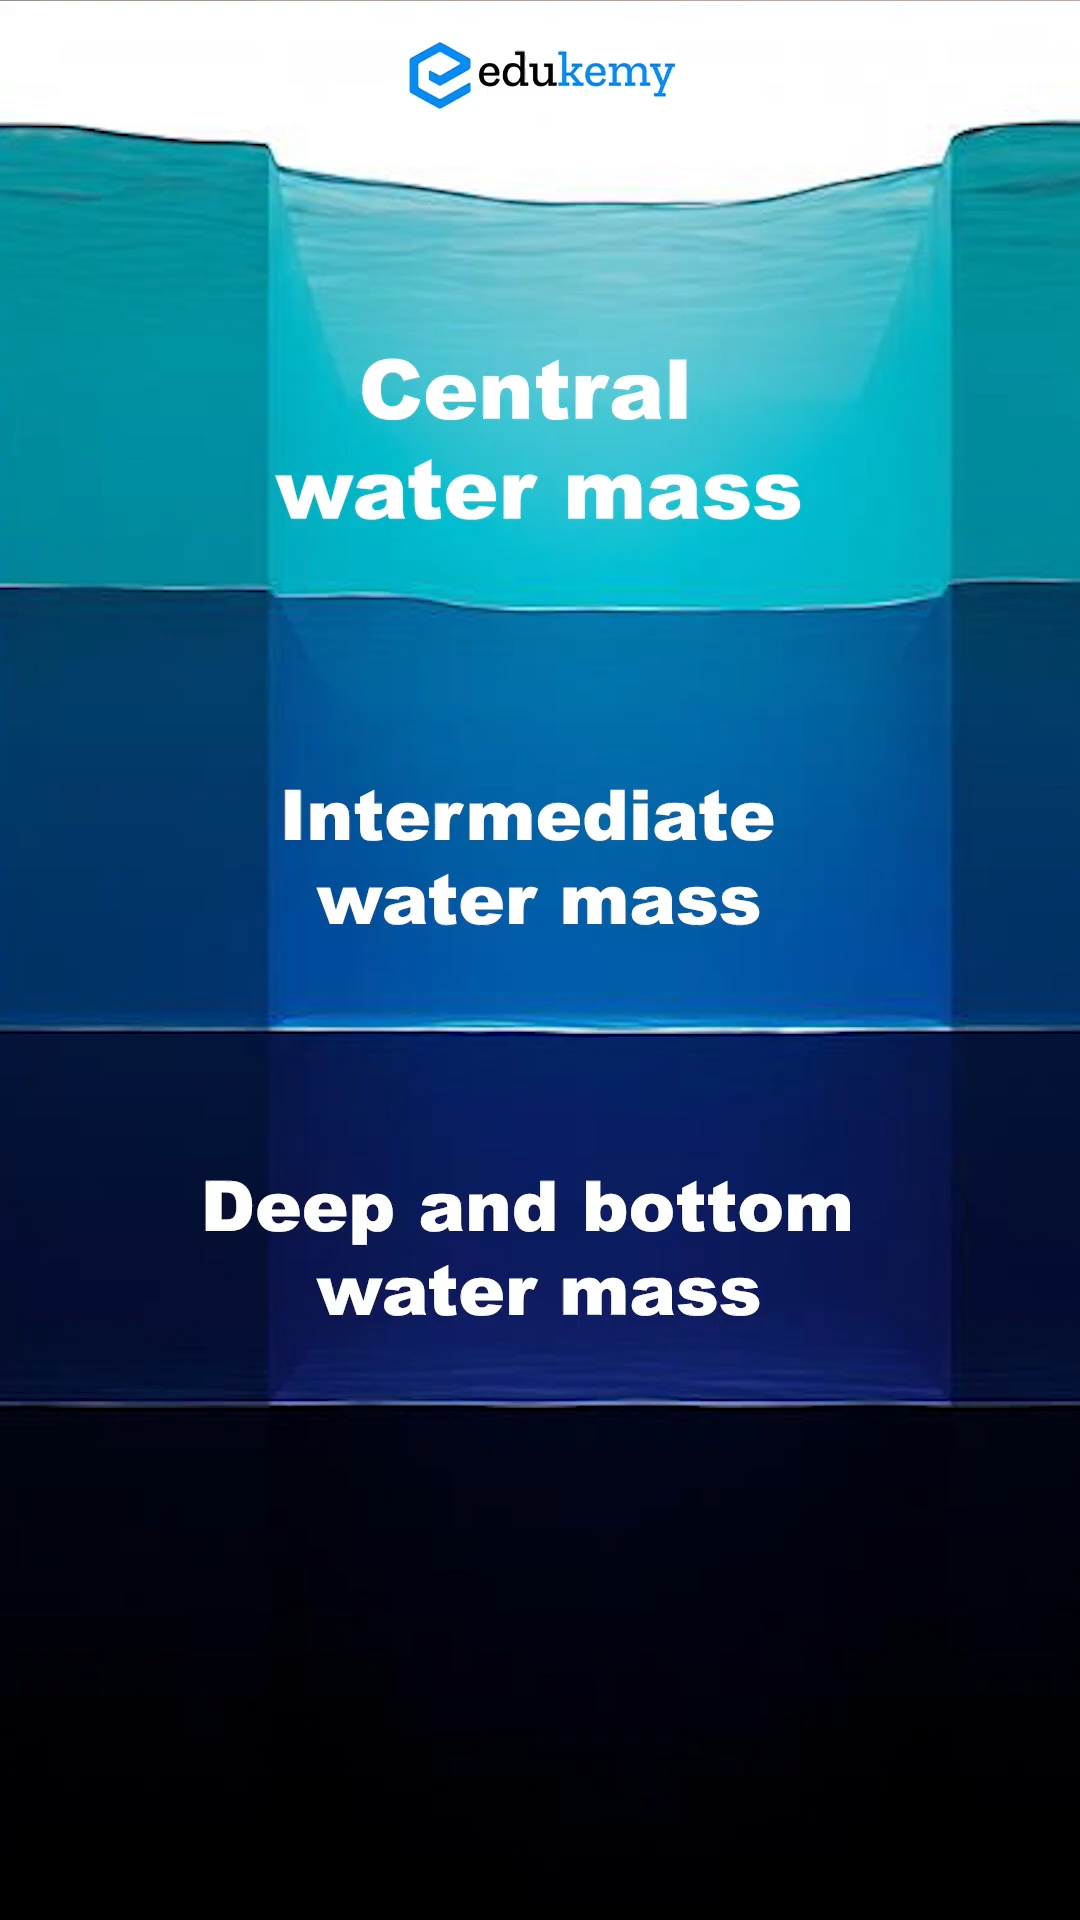 edukemy
Central
water mass
Intermediate
water mass
Deep and bottom
water mass